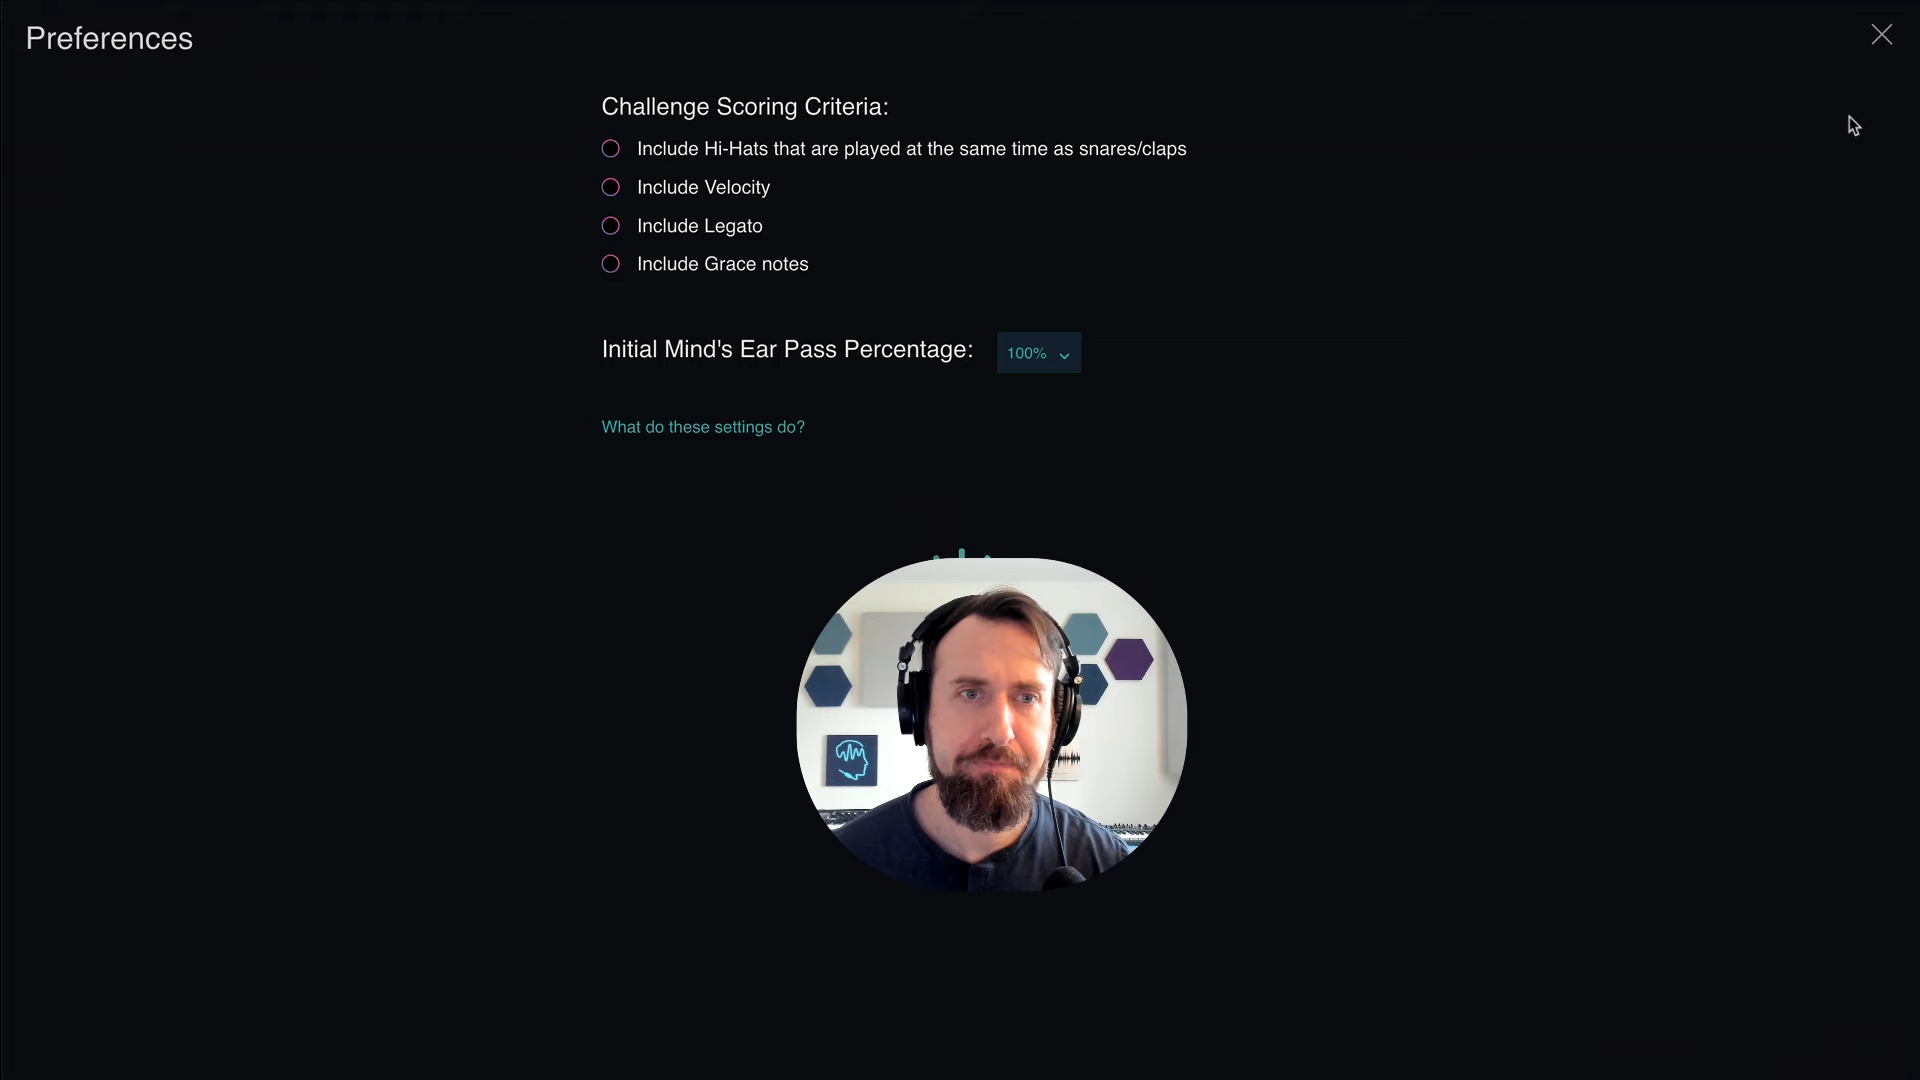 Preferences
Challenge Scoring Criteria:
Include Hi-Hats that are played at the same time as snares/claps
Include Velocity
Include Legato
Include Grace notes
Initial Mind's Ear Pass Percentage: 100%
What do these settings do?